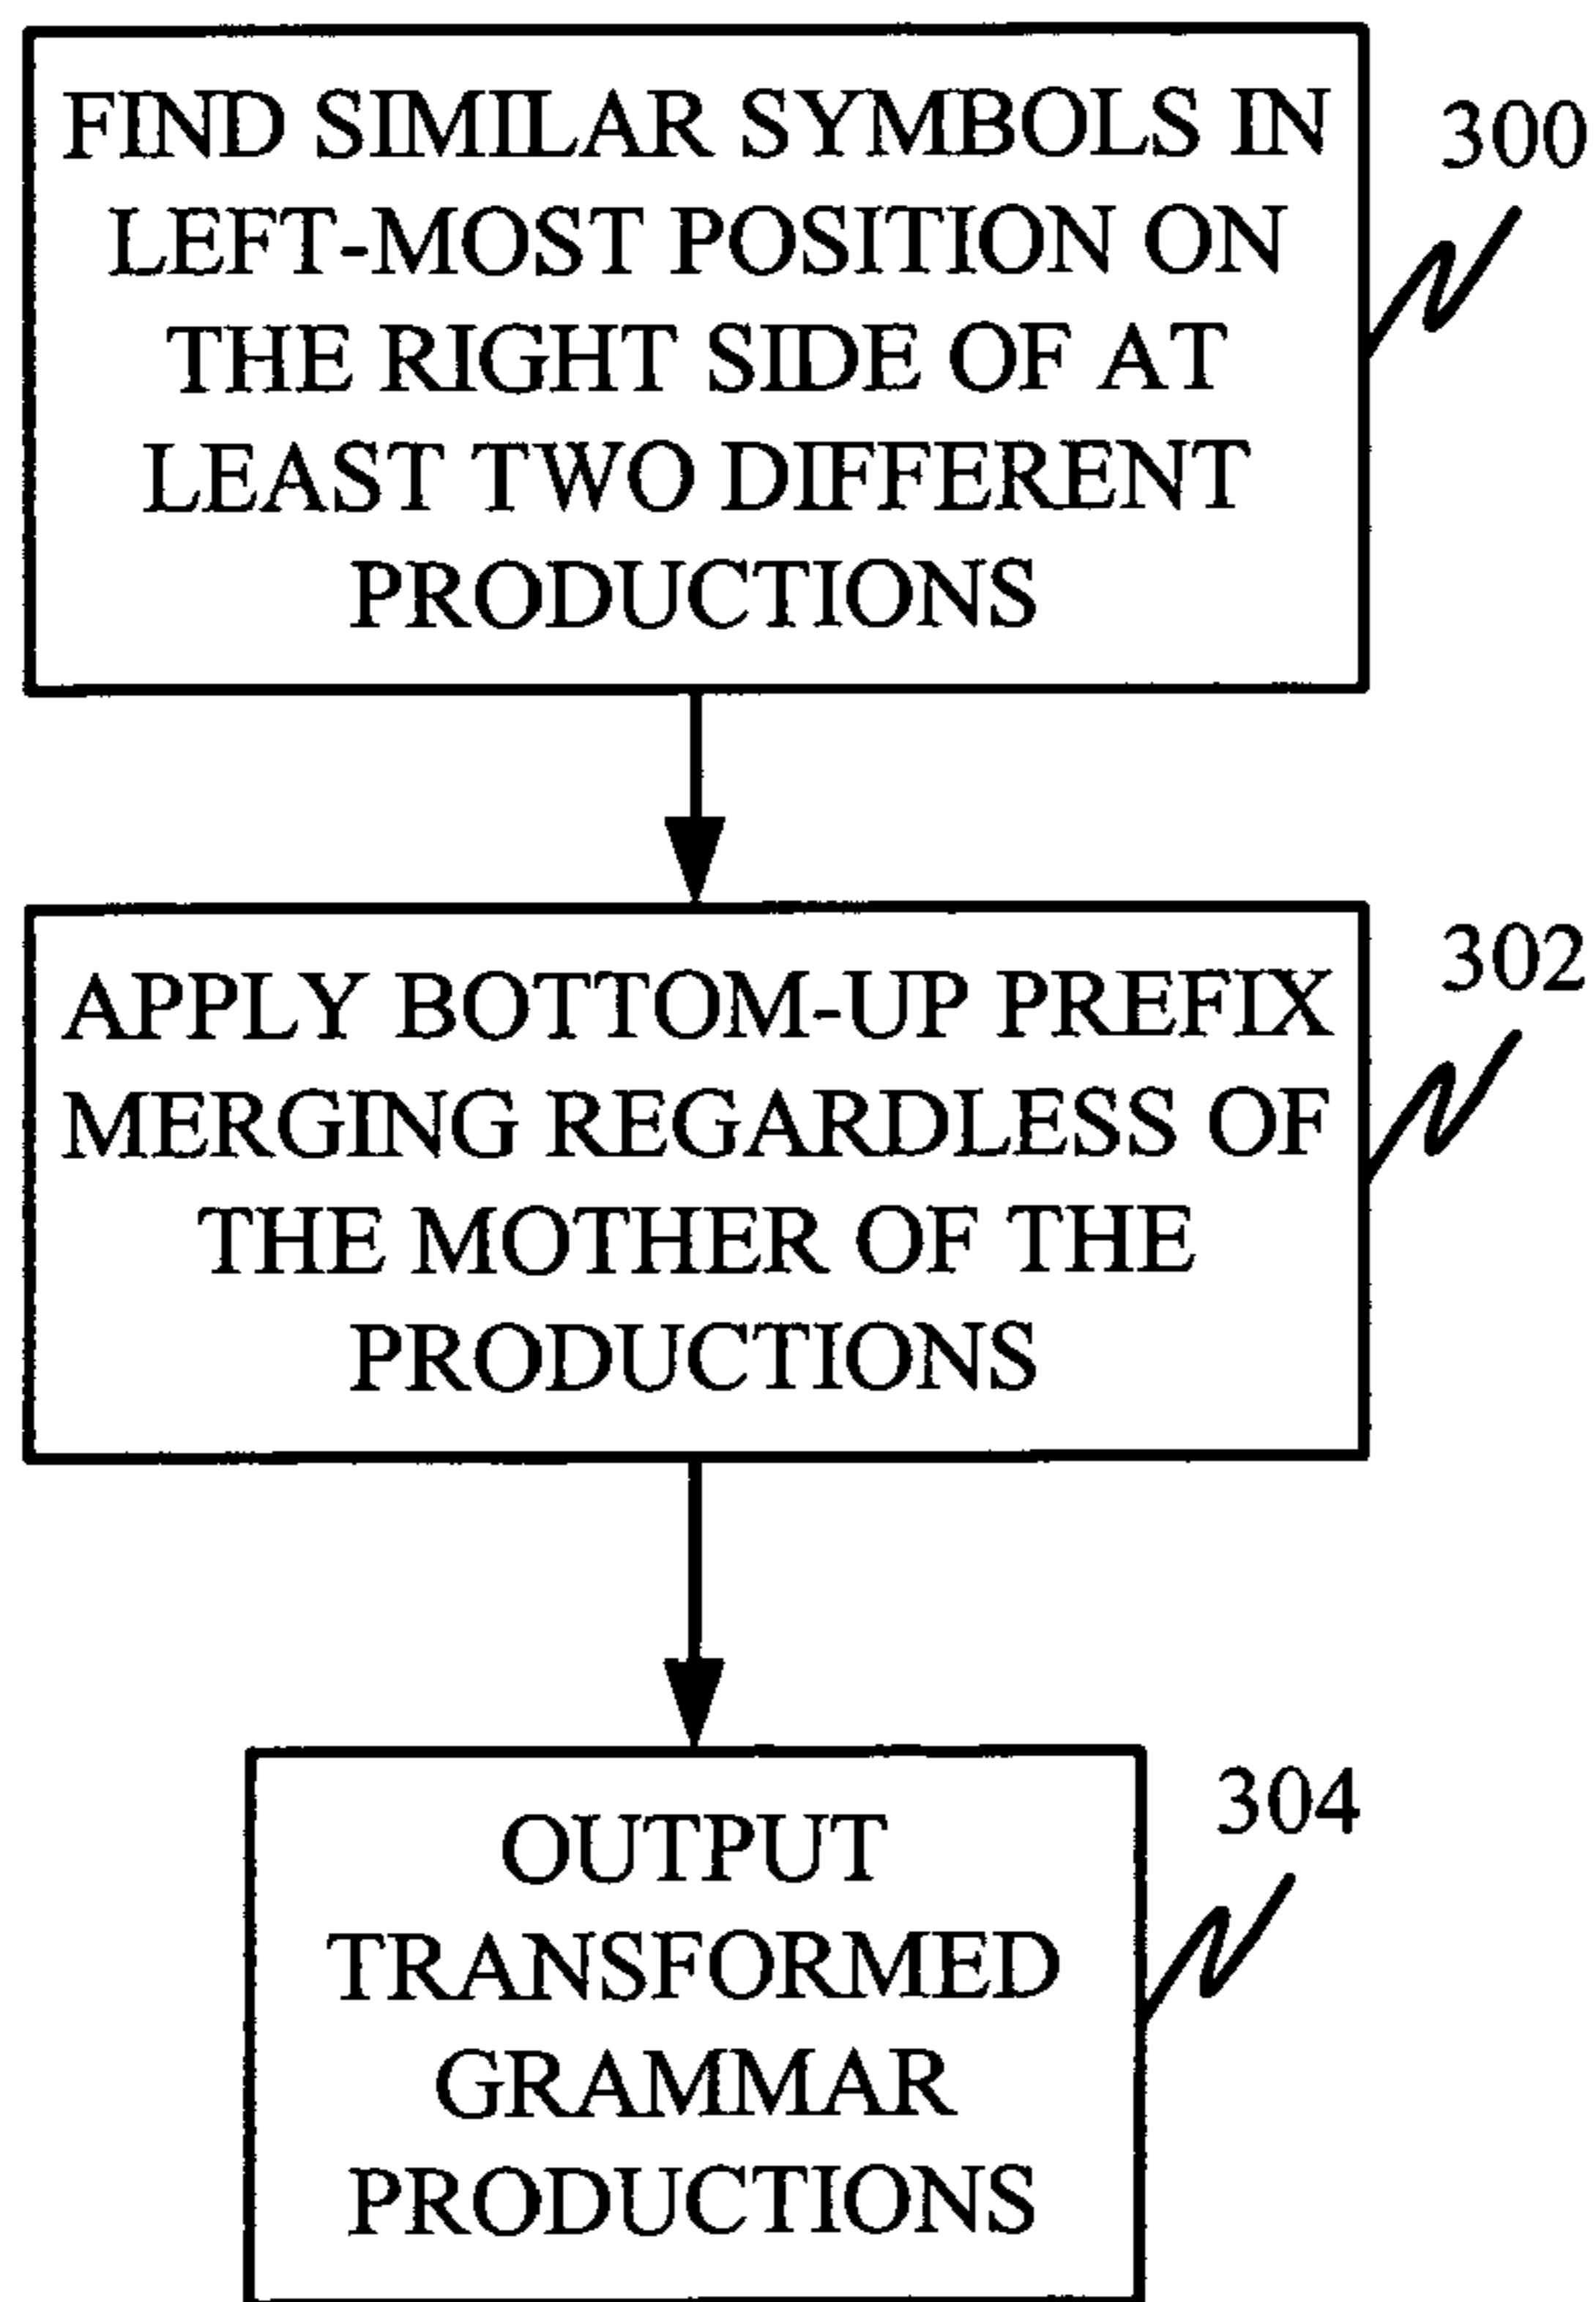 FIND SIMILAR SYMBOLS IN
LEFT-MOST POSITION ON
THE RIGHT SIDE OF AT
LEAST TWO DIFFERENT
PRODUCTIONS
300
APPLY BOTTOM-UP PREFIX
MERGING REGARDLESS OF
THE MOTHER OF THE
PRODUCTIONS
302
OUTPUT
TRANSFORMED
GRAMMAR
PRODUCTIONS
304